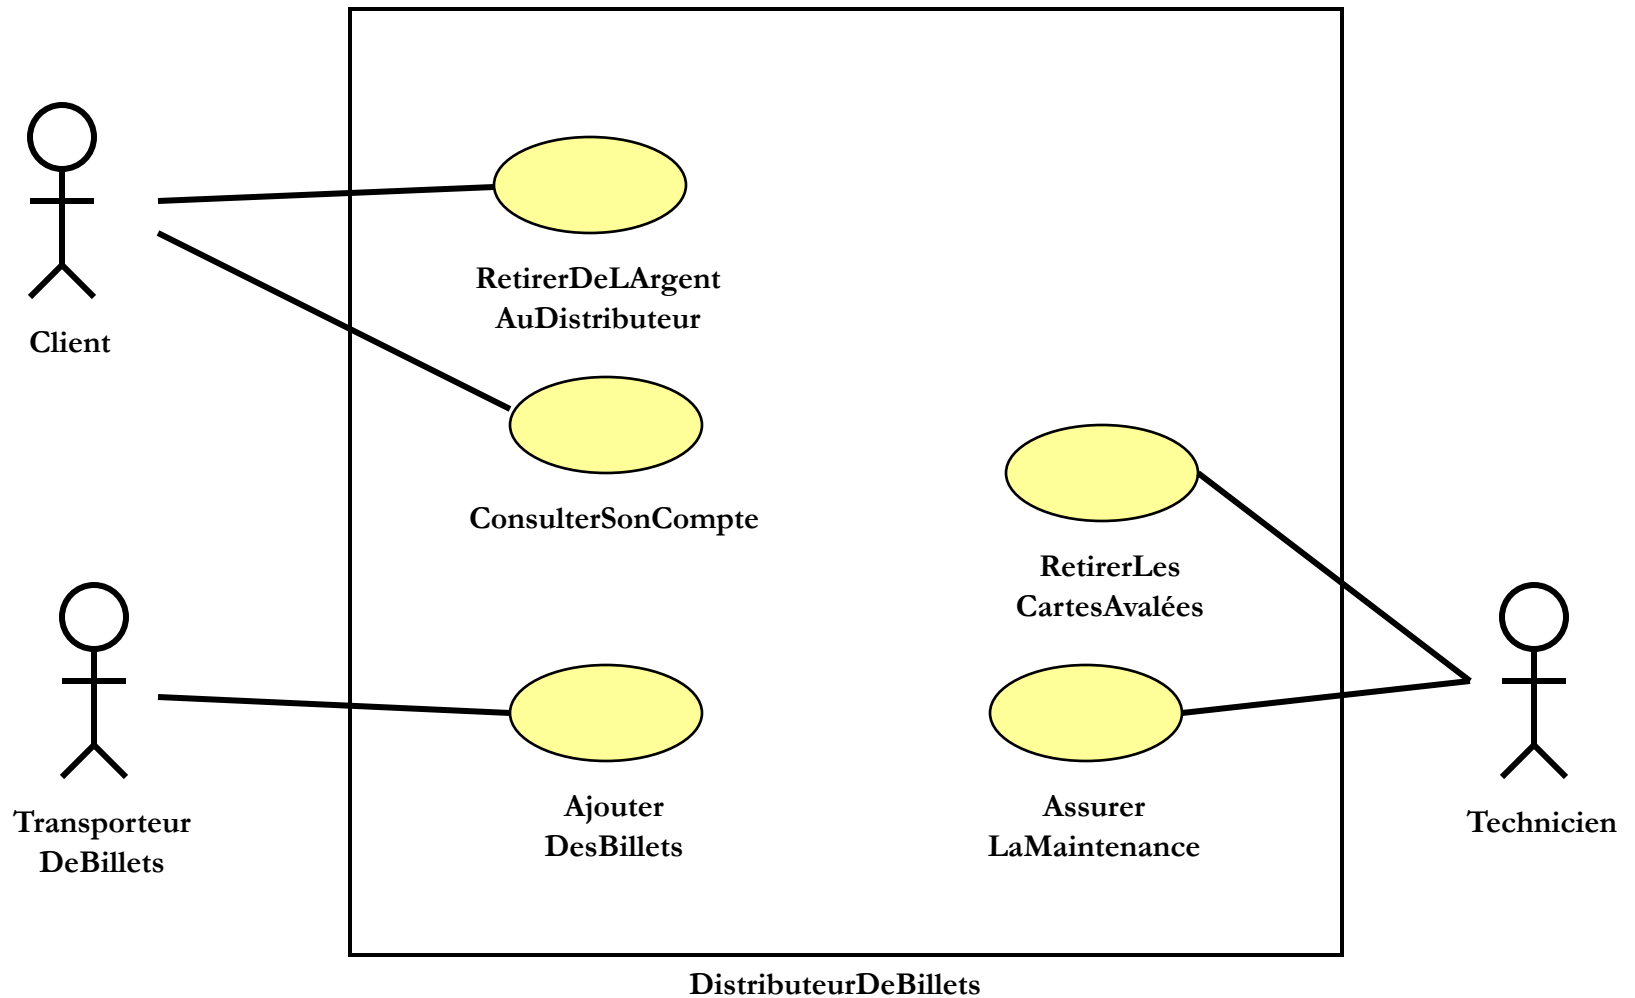 RetirerDeLArgent
AuDistributeur
Client
ConsulterSonCompte
RetirerLes
CartesAvalées
Transporteur
DeBillets
Ajouter
DesBillets
Assurer
LaMaintenance
Technicien
DistributeurDeBillets